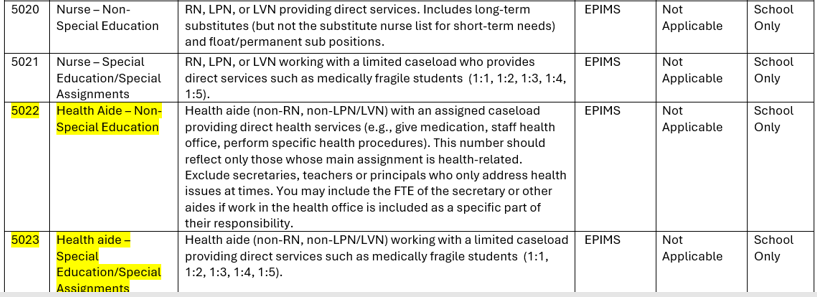 5020 Nurse – Non- RN, LPN, or LVN providing direct services. Includes long-term EPIMS Not School
Special Education substitutes (but not the substitute nurse list for short-term needs) Applicable Only
and float/permanent sub positions.
5021 Nurse – Special RN, LPN, or LVN working with a limited caseload who provides EPIMS Not School
Education/Special direct services such as medically fragile students (1:1, 1:2, 1:3, 1:4, Applicable Only
Assignments 1:5).
5022 Health Aide – Non- Health aide (non-RN, non-LPN/LVN) with an assigned caseload EPIMS Not School
Special Education providing direct health services (e.g., give medication, staff health Applicable Only
office, perform specific health procedures). This number should
reflect only those whose main assignment is health-related.
Exclude secretaries, teachers or principals who only address health
issues at times. You may include the FTE of the secretary or other
aides if work in the health office is included as a specific part of
their responsibility.
5023 Health aide – Health aide (non-RN, non-LPN/LVN) working with a limited caseload EPIMS Not School
Special providing direct services such as medically fragile students (1:1, Applicable Only
Education/Special 1:2, 1:3, 1:4, 1:5).
Assignments